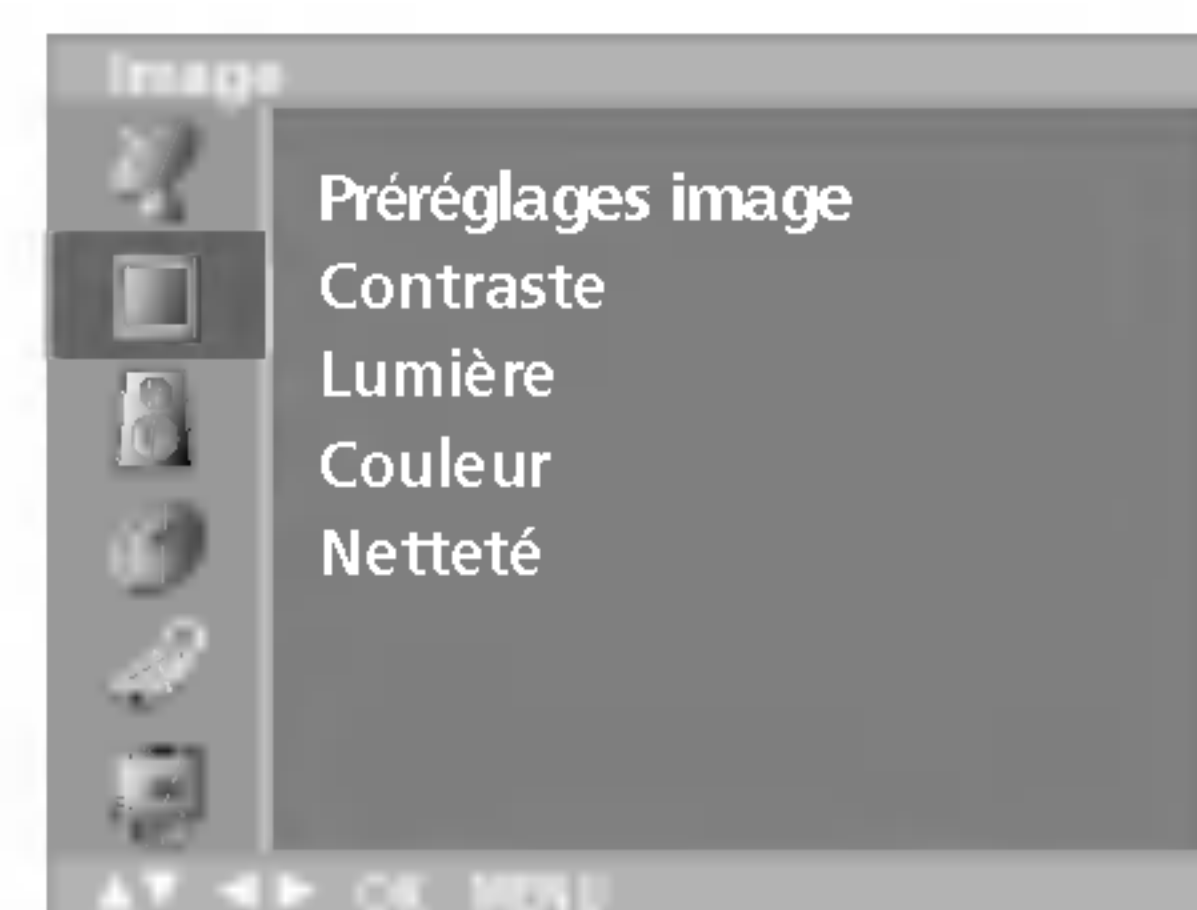 Image
Préréglages image
Contraste
Lumière
Couleur
Netteté
▲▼ ◀▶ OK MENU